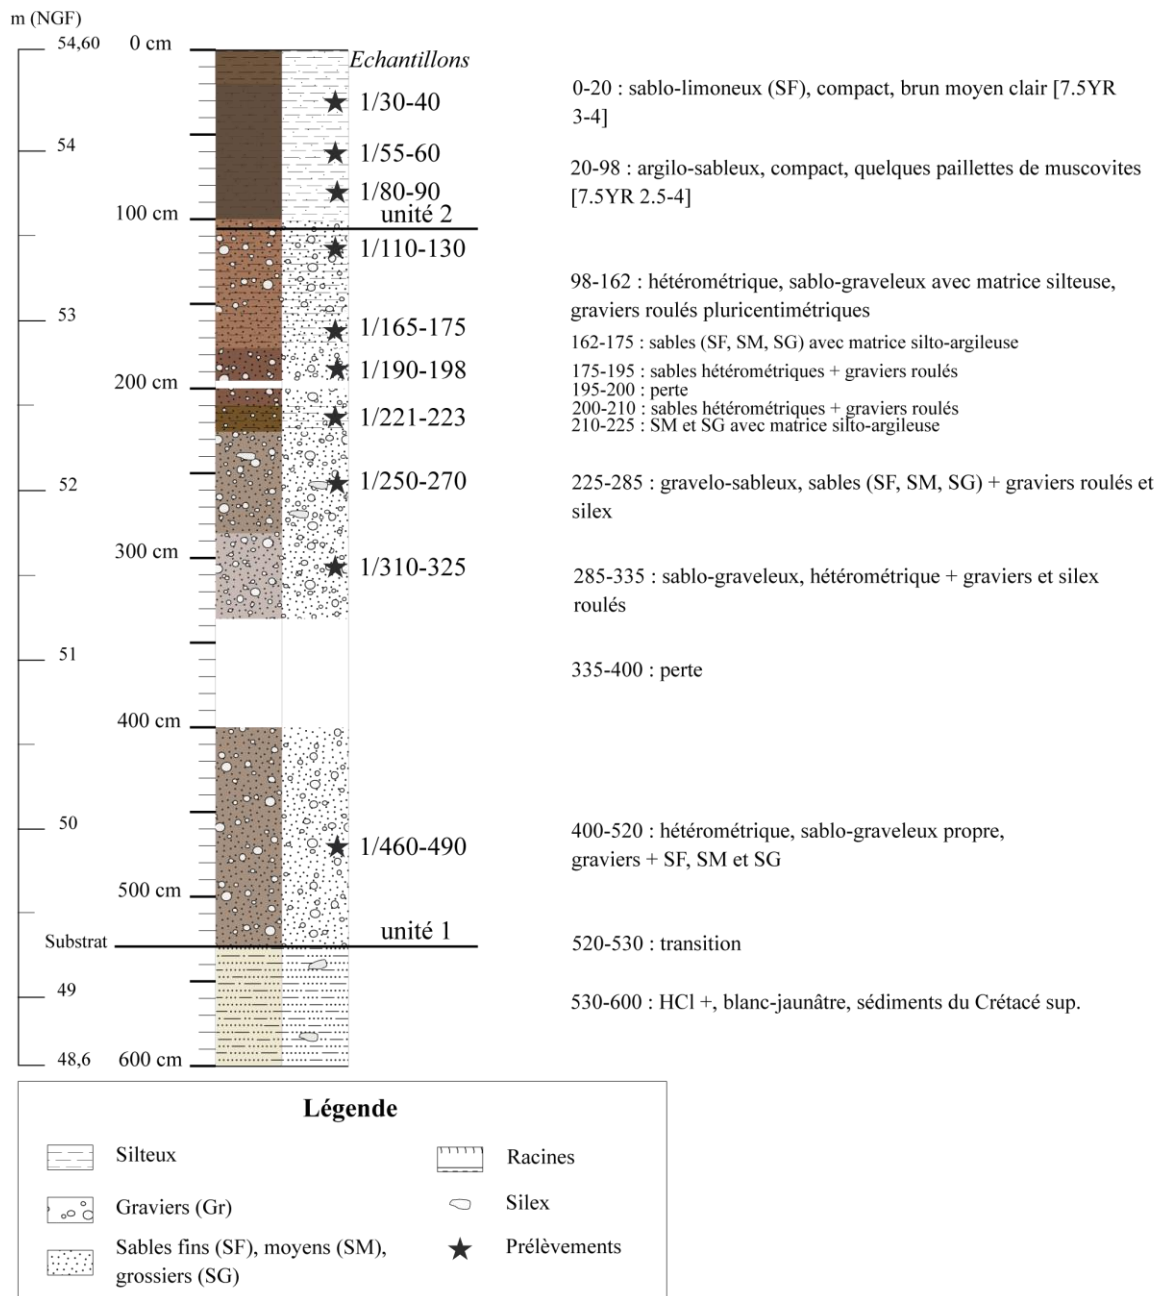 m (NGF)
54,60
0 cm
Echantillons
0-20 : sablo-limoneux (SF), compact, brun moyen clair [7.5YR
3-4]
1/30-40
54
1/55-60
20-98 : argilo-sableux, compact, quelques paillettes de muscovites
[7.5YR 2.5-4]
1/80-90
100 cm
unité 2
1/110-130
98-162 : hétérométrique, sablo-graveleux avec matrice silteuse,
graviers roulés pluricentimétriques
53
1/165-175
162-175 : sables (SF, SM, SG) avec matrice silto-argileuse
1/190-198
175-195 : sables hétérométriques + graviers roulés
200 cm
195-200 : perte
200-210 : sables hétérométriques + graviers roulés
1/221-223
210-225 : SM et SG avec matrice silto-argileuse
52
1/250-270
225-285 : gravelo-sableux, sables (SF, SM, SG) + graviers roulés et
silex
300 cm
1/310-325
285-335 : sablo-graveleux, hétérométrique + graviers et silex
roulés
51
335-400 : perte
400 cm
50
1/460-490
400-520 : hétérométrique, sablo-graveleux propre,
graviers + SF, SM et SG
500 cm
Substrat
unité 1
520-530 : transition
49
530-600 : HCl +, blanc-jaunâtre, sédiments du Crétacé sup.
48,6
600 cm
Légende
Silteux
Racines
Graviers (Gr)
Silex
Sables fins (SF), moyens (SM),
grossiers (SG)
Prélèvements